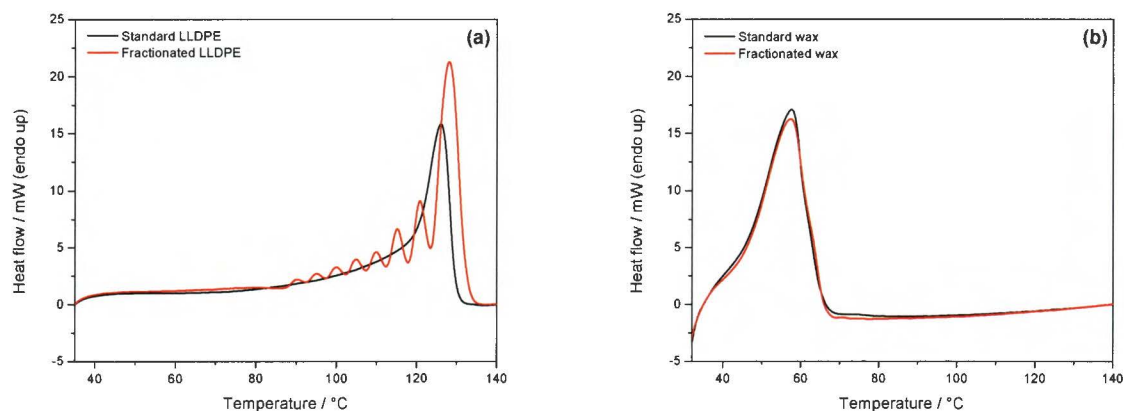 (a)
Standard LLDPE
Fractionated LLDPE
Heat flow / mW (endo up)
25
20
15
10
5
0
-5
40 60 80 100 120 140
Temperature / °C
(b)
Standard wax
Fractionated wax
Heat flow / mW (endo up)
25
20
15
10
5
0
-5
40 60 80 100 120 140
Temperature / °C